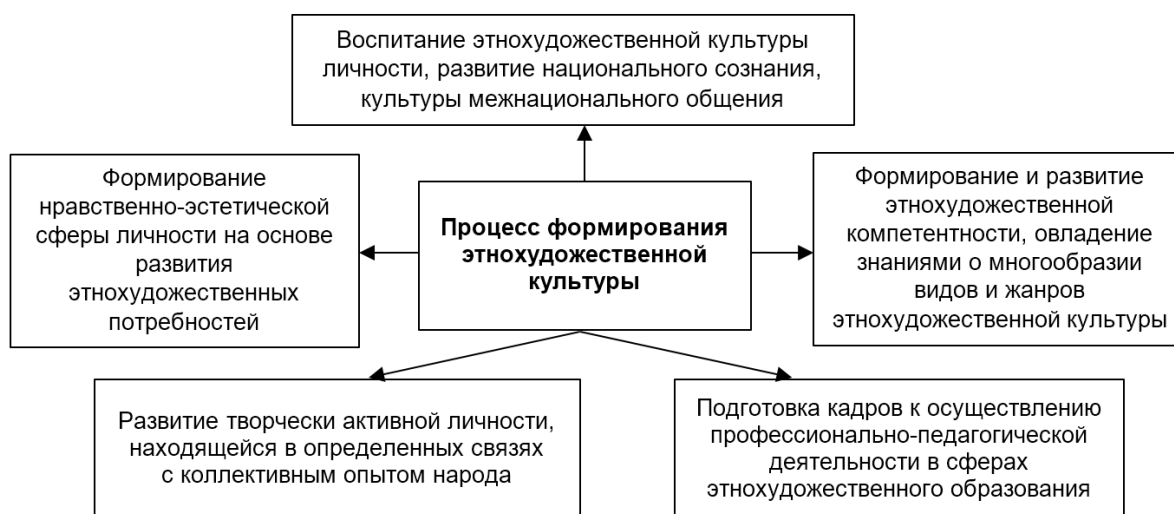 Воспитание этнохудожественной культуры
личности, развитие национального сознания,
культуры межнационального общения
Формирование
нравственно-эстетической
сферы личности на основе
развития
этнохудожественных
потребностей
Процесс формирования
этнохудожественной
культуры
Формирование и развитие
этнохудожественной
компетентности, овладение
знаниями о многообразии
видов и жанров
этнохудожественной культуры
Развитие творчески активной личности,
находящейся в определенных связях
с коллективным опытом народа
Подготовка кадров к осуществлению
профессионально-педагогической
деятельности в сферах
этнохудожественного образования